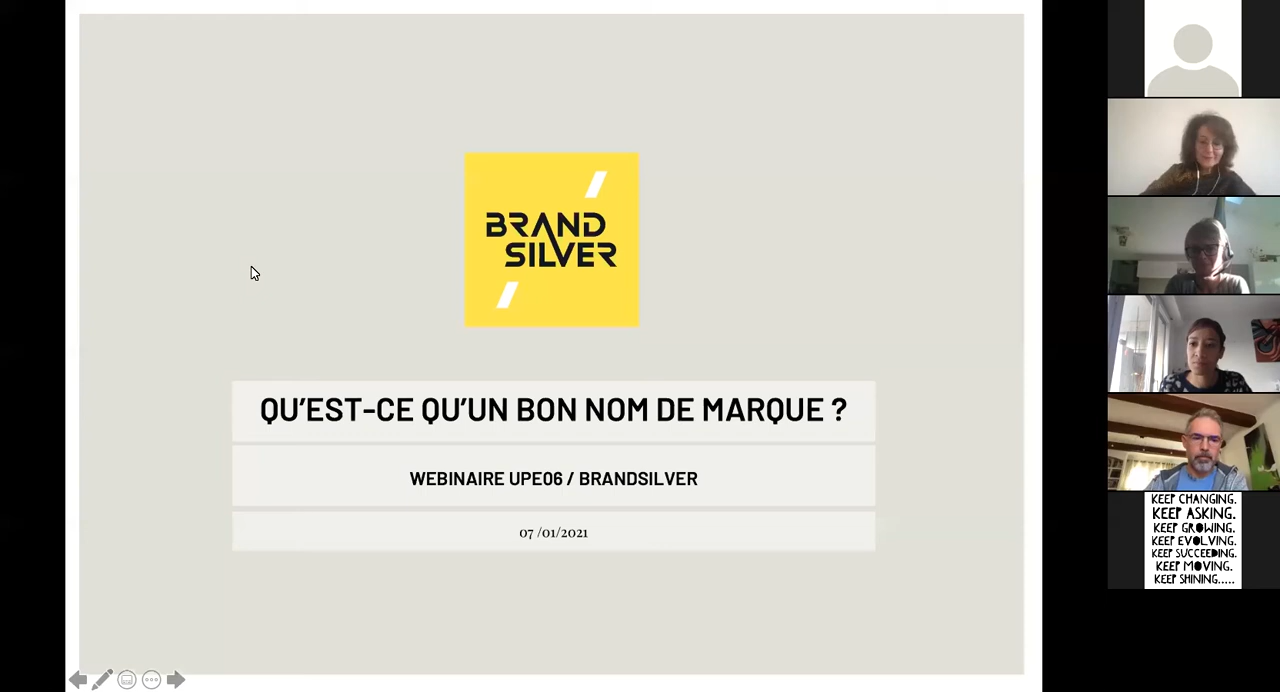 BRAND
SILVER
QU'EST-CE QU'UN BON NOM DE MARQUE ?
WEBINAIRE UPE06 / BRANDSILVER
07 /01/2021
KEEP CHANGING.
KEEP ASKING.
KEEP GROWING.
KEEP EVOLVING.
KEEP SUCCEEDING.
KEEP MOVING.
KEEP SHINING.....